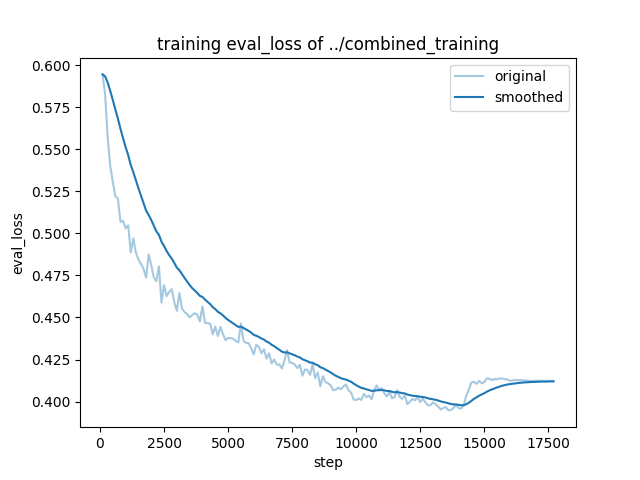 training eval_loss of ../combined_training
original
smoothed
0.600
0.575
0.550
0.525
0.500
0.475
0.450
0.425
0.400
eval_loss
0 2500 5000 7500 10000 12500 15000 17500
step